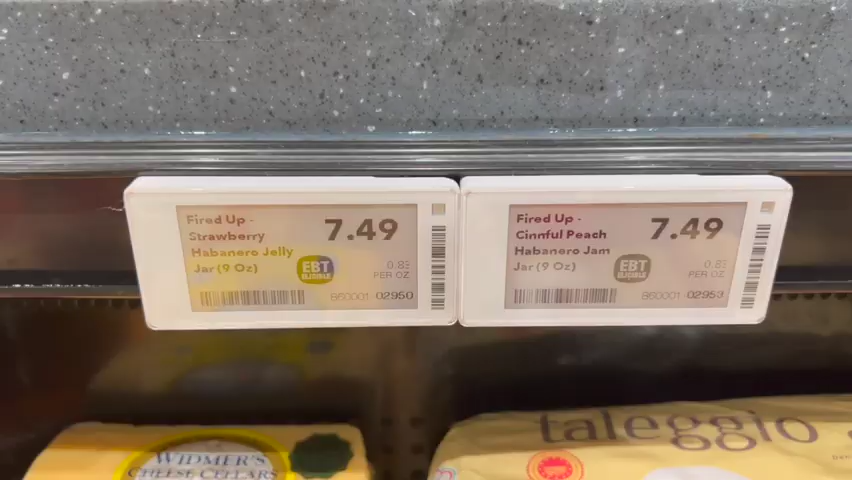 Fired Up -
Strawberry
Habanero Jelly
Jar (9 Oz)
7.49
EBT
ELIGIBLE
0.83
PER OZ
860001 02950
Fired Up -
Cinnful Peach
Habanero Jam
Jar (9 Oz)
7.49
EBT
ELIGIBLE
0.83
PER OZ
860001 02953
WIDMER'S
CHEESE CELLARS
taleggio